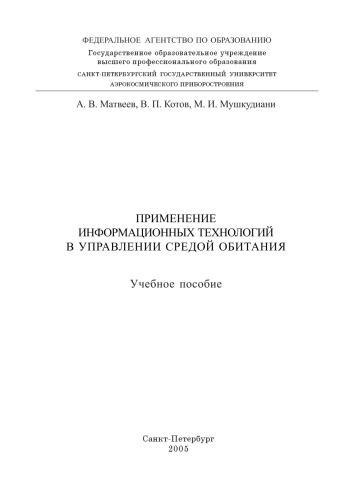 ФЕДЕРАЛЬНОЕ АГЕНТСТВО ПО ОБРАЗОВАНИЮ
Государственное образовательное учреждение
высшего профессионального образования
САНКТ-ПЕТЕРБУРГСКИЙ ГОСУДАРСТВЕННЫЙ УНИВЕРСИТЕТ
АЭРОКОСМИЧЕСКОГО ПРИБОРОСТРОЕНИЯ
А. В. Матвеев, В. П. Котов, М. И. Мушкудиани
ПРИМЕНЕНИЕ
ИНФОРМАЦИОННЫХ ТЕХНОЛОГИЙ
В УПРАВЛЕНИИ СРЕДОЙ ОБИТАНИЯ
Учебное пособие
Санкт-Петербург
2005